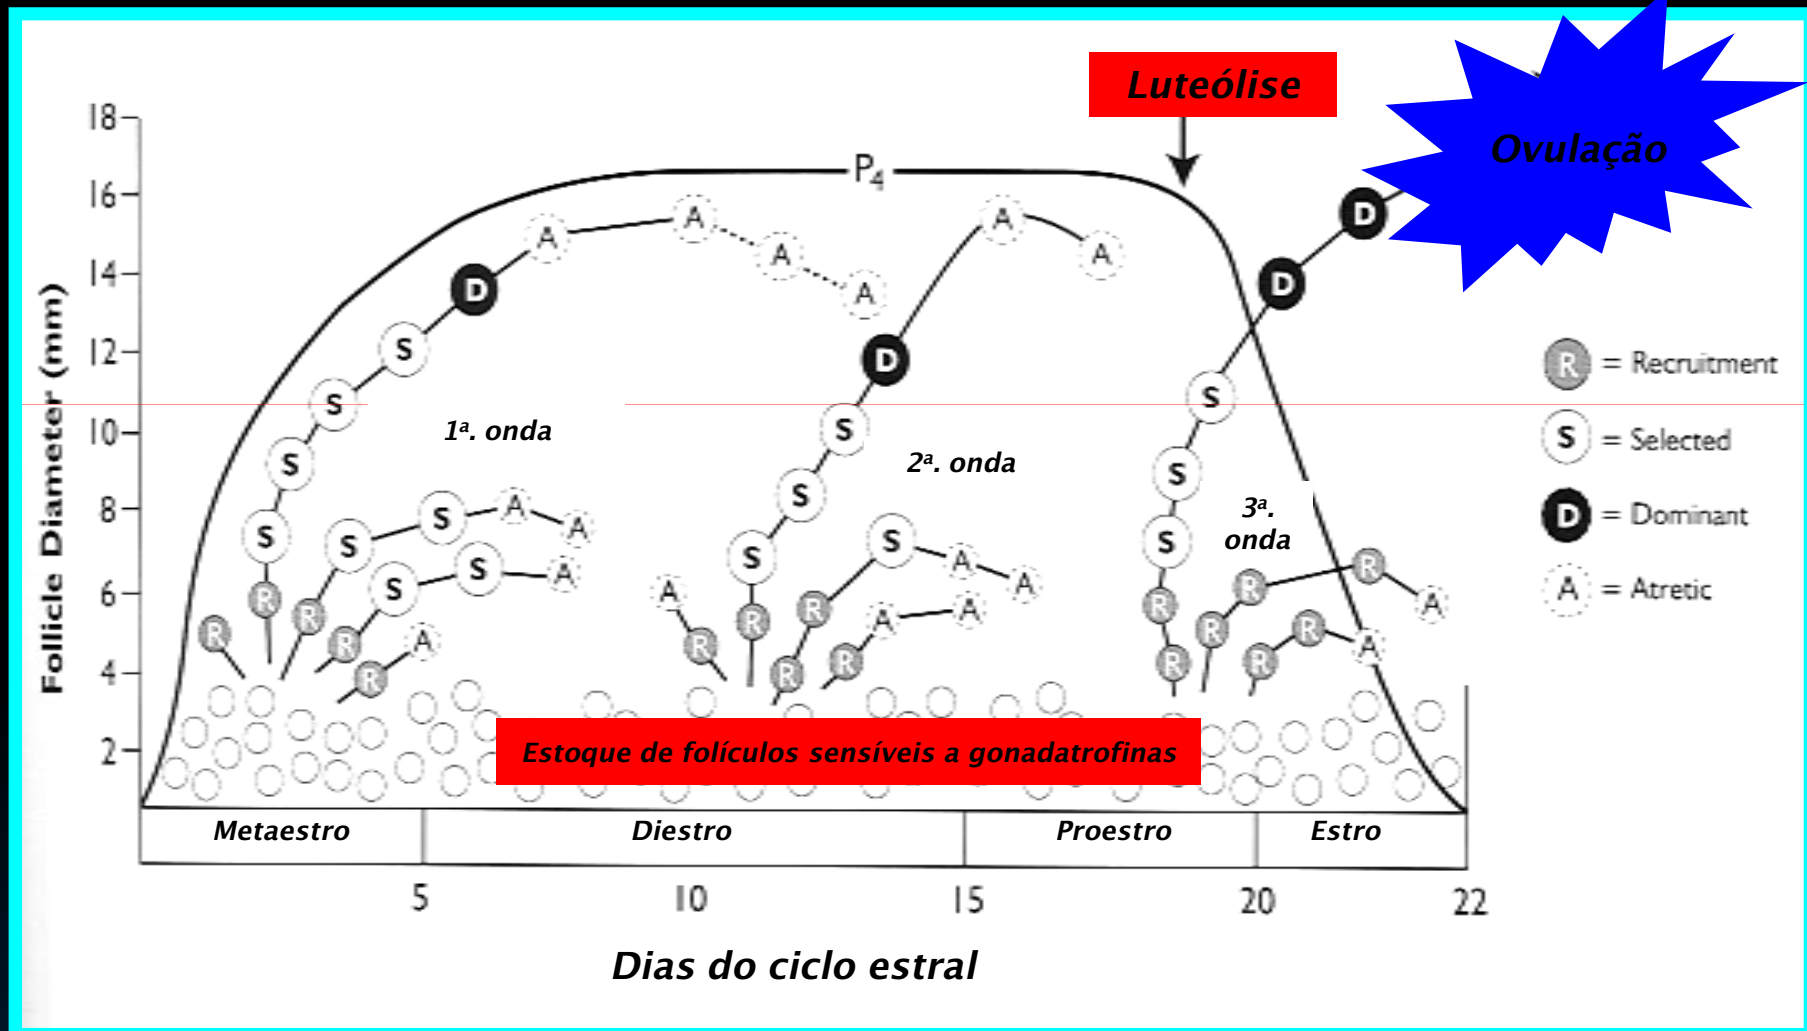 Luteólise
Ovulação
18
16
14
12
10
8
6
4
2
Follicle Diameter (mm)
P4
A
A
A
A
A
A
D
D
D
D
S
S
S
S
S
R
R
R
R
R
S
S
A
A
S
S
A
A
1ª. onda
A
R
R
S
S
S
R
R
R
S
A
A
A
A
2ª. onda
S
S
S
R
R
R
R
R
R
R
A
A
3ª.
onda
R = Recruitment
S = Selected
D = Dominant
A = Atretic
Estoque de folículos sensíveis a gonadatrofinas
Metaestro
Diestro
Proestro
Estro
5
10
15
20
22
Dias do ciclo estral